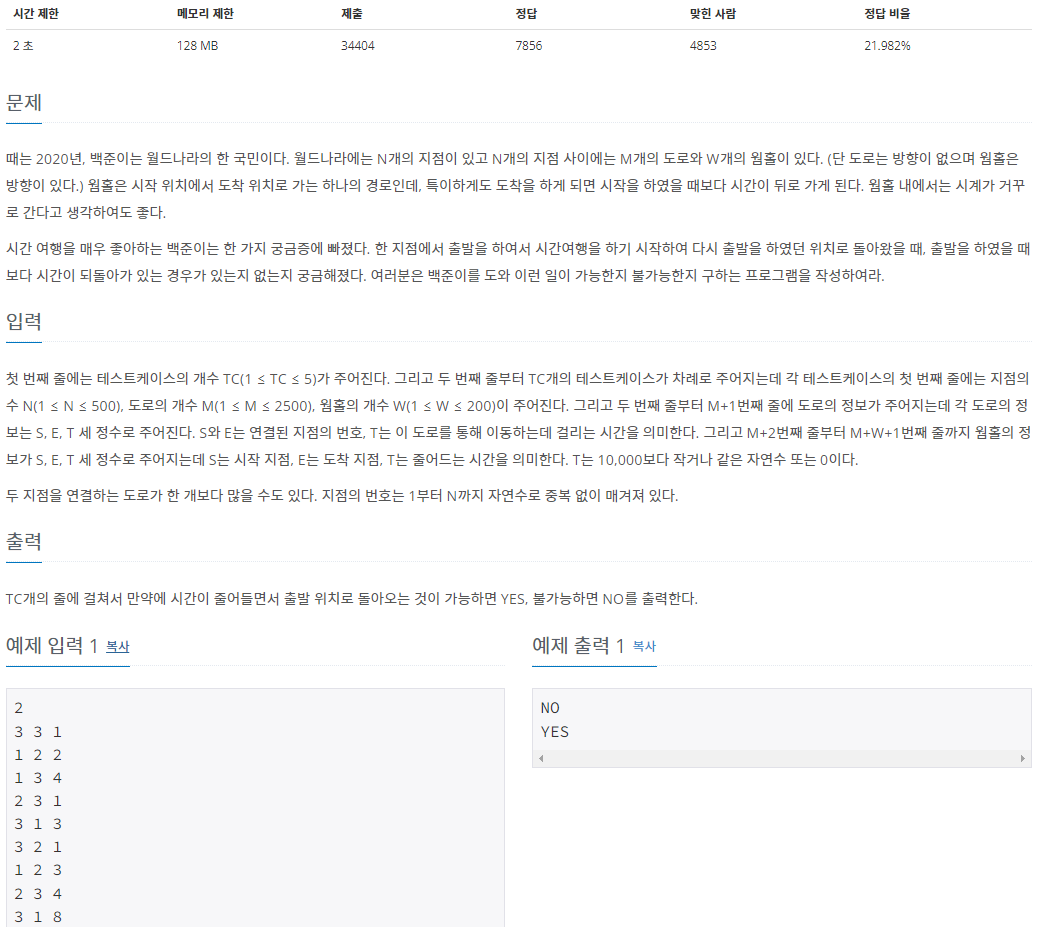 시간 제한 메모리 제한 제출 정답 맞힌 사람 정답 비율
2 초 128 MB 34404 7856 4853 21.982%
문제
때는 2020년, 백준이는 월드나라의 한 국민이다. 월드나라에는 N개의 지점이 있고 N개의 지점 사이에는 M개의 도로와 W개의 웜홀이 있다. (단 도로는 방향이 없으며 웜홀은
방향이 있다.) 웜홀은 시작 위치에서 도착 위치로 가는 하나의 경로인데, 특이하게도 도착을 하게 되면 시작을 하였을 때보다 시간이 뒤로 가게 된다. 웜홀 내에서는 시계가 거꾸
로 간다고 생각하여도 좋다.
시간 여행을 매우 좋아하는 백준이는 한 가지 궁금증에 빠졌다. 한 지점에서 출발을 하여서 시간여행을 하기 시작하여 다시 출발을 하였던 위치로 돌아왔을 때, 출발을 하였을 때
보다 시간이 되돌아가 있는 경우가 있는지 없는지 궁금해졌다. 여러분은 백준이를 도와 이런 일이 가능한지 불가능한지 구하는 프로그램을 작성하여라.
입력
첫 번째 줄에는 테스트케이스의 개수 TC(1 ≤ TC ≤ 5)가 주어진다. 그리고 두 번째 줄부터 TC개의 테스트케이스가 차례로 주어지는데 각 테스트케이스의 첫 번째 줄에는 지점의
수 N(1 ≤ N ≤ 500), 도로의 개수 M(1 ≤ M ≤ 2500), 웜홀의 개수 W(1 ≤ W ≤ 200)이 주어진다. 그리고 두 번째 줄부터 M+1번째 줄에 도로의 정보가 주어지는데 각 도로의 정
보는 S, E, T 세 정수로 주어진다. S와 E는 연결된 지점의 번호, T는 이 도로를 통해 이동하는데 걸리는 시간을 의미한다. 그리고 M+2번째 줄부터 M+W+1번째 줄까지 웜홀의 정
보가 S, E, T 세 정수로 주어지는데 S는 시작 지점, E는 도착 지점, T는 줄어드는 시간을 의미한다. T는 10,000보다 작거나 같은 자연수 또는 0이다.
두 지점을 연결하는 도로가 한 개보다 많을 수도 있다. 지점의 번호는 1부터 N까지 자연수로 중복 없이 매겨져 있다.
출력
TC개의 줄에 걸쳐서 만약에 시간이 줄어들면서 출발 위치로 돌아오는 것이 가능하면 YES, 불가능하면 NO를 출력한다.
예제 입력 1 복사
2
3 3 1
1 2 2
1 3 4
2 3 1
3 1 3
3 2 1
1 2 3
2 3 4
3 1 8
예제 출력 1 복사
NO
YES